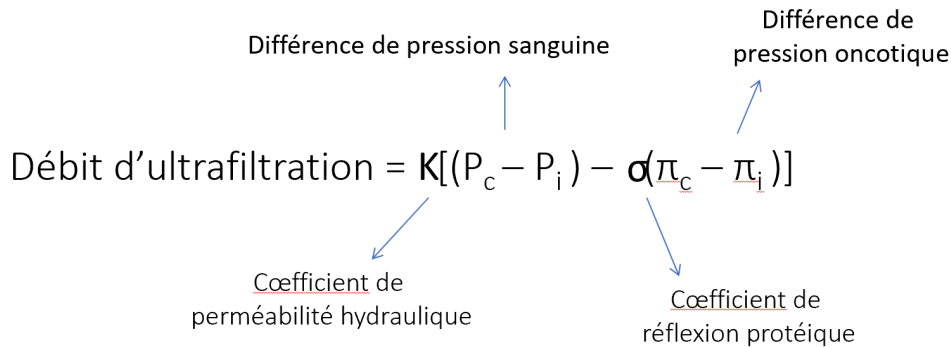 Différence de pression sanguine
Différence de
pression oncotique
Débit d’ultrafiltration = K[(Pc – Pi ) – σ(πc – πi )]
Cœfficient de
perméabilité hydraulique
Cœfficient de
réflexion protéique